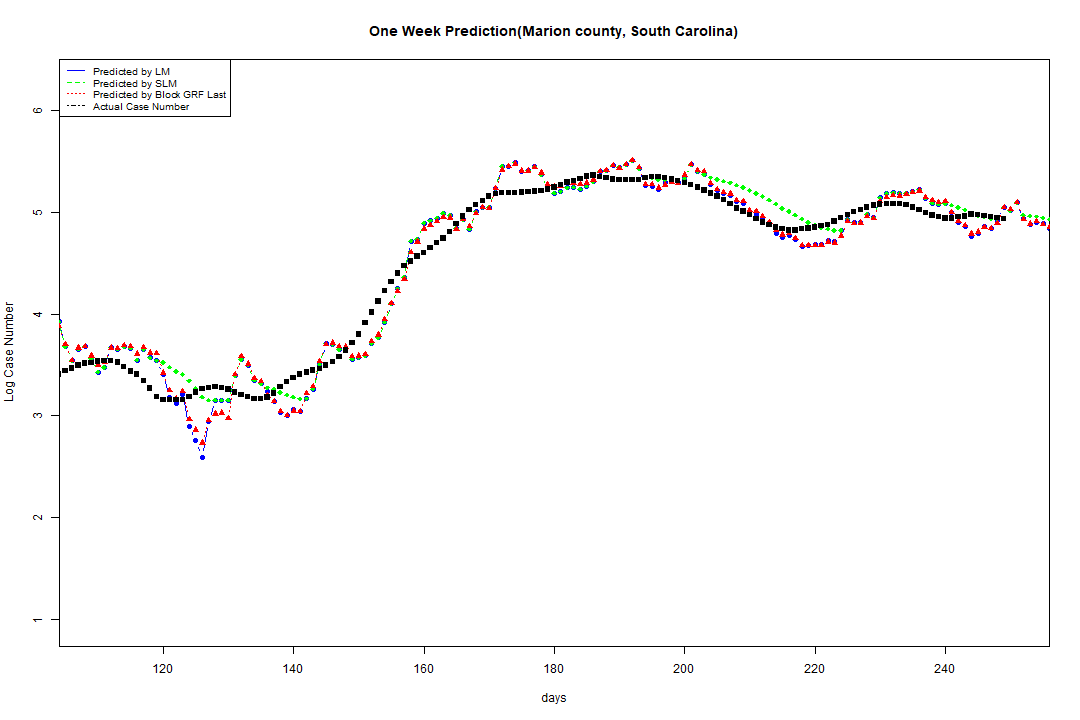 One Week Prediction(Marion county, South Carolina)
Predicted by LM
Predicted by SLM
Predicted by Block GRF Last
Actual Case Number
6
5
4
3
2
1
Log Case Number
120 140 160 180 200 220 240
days